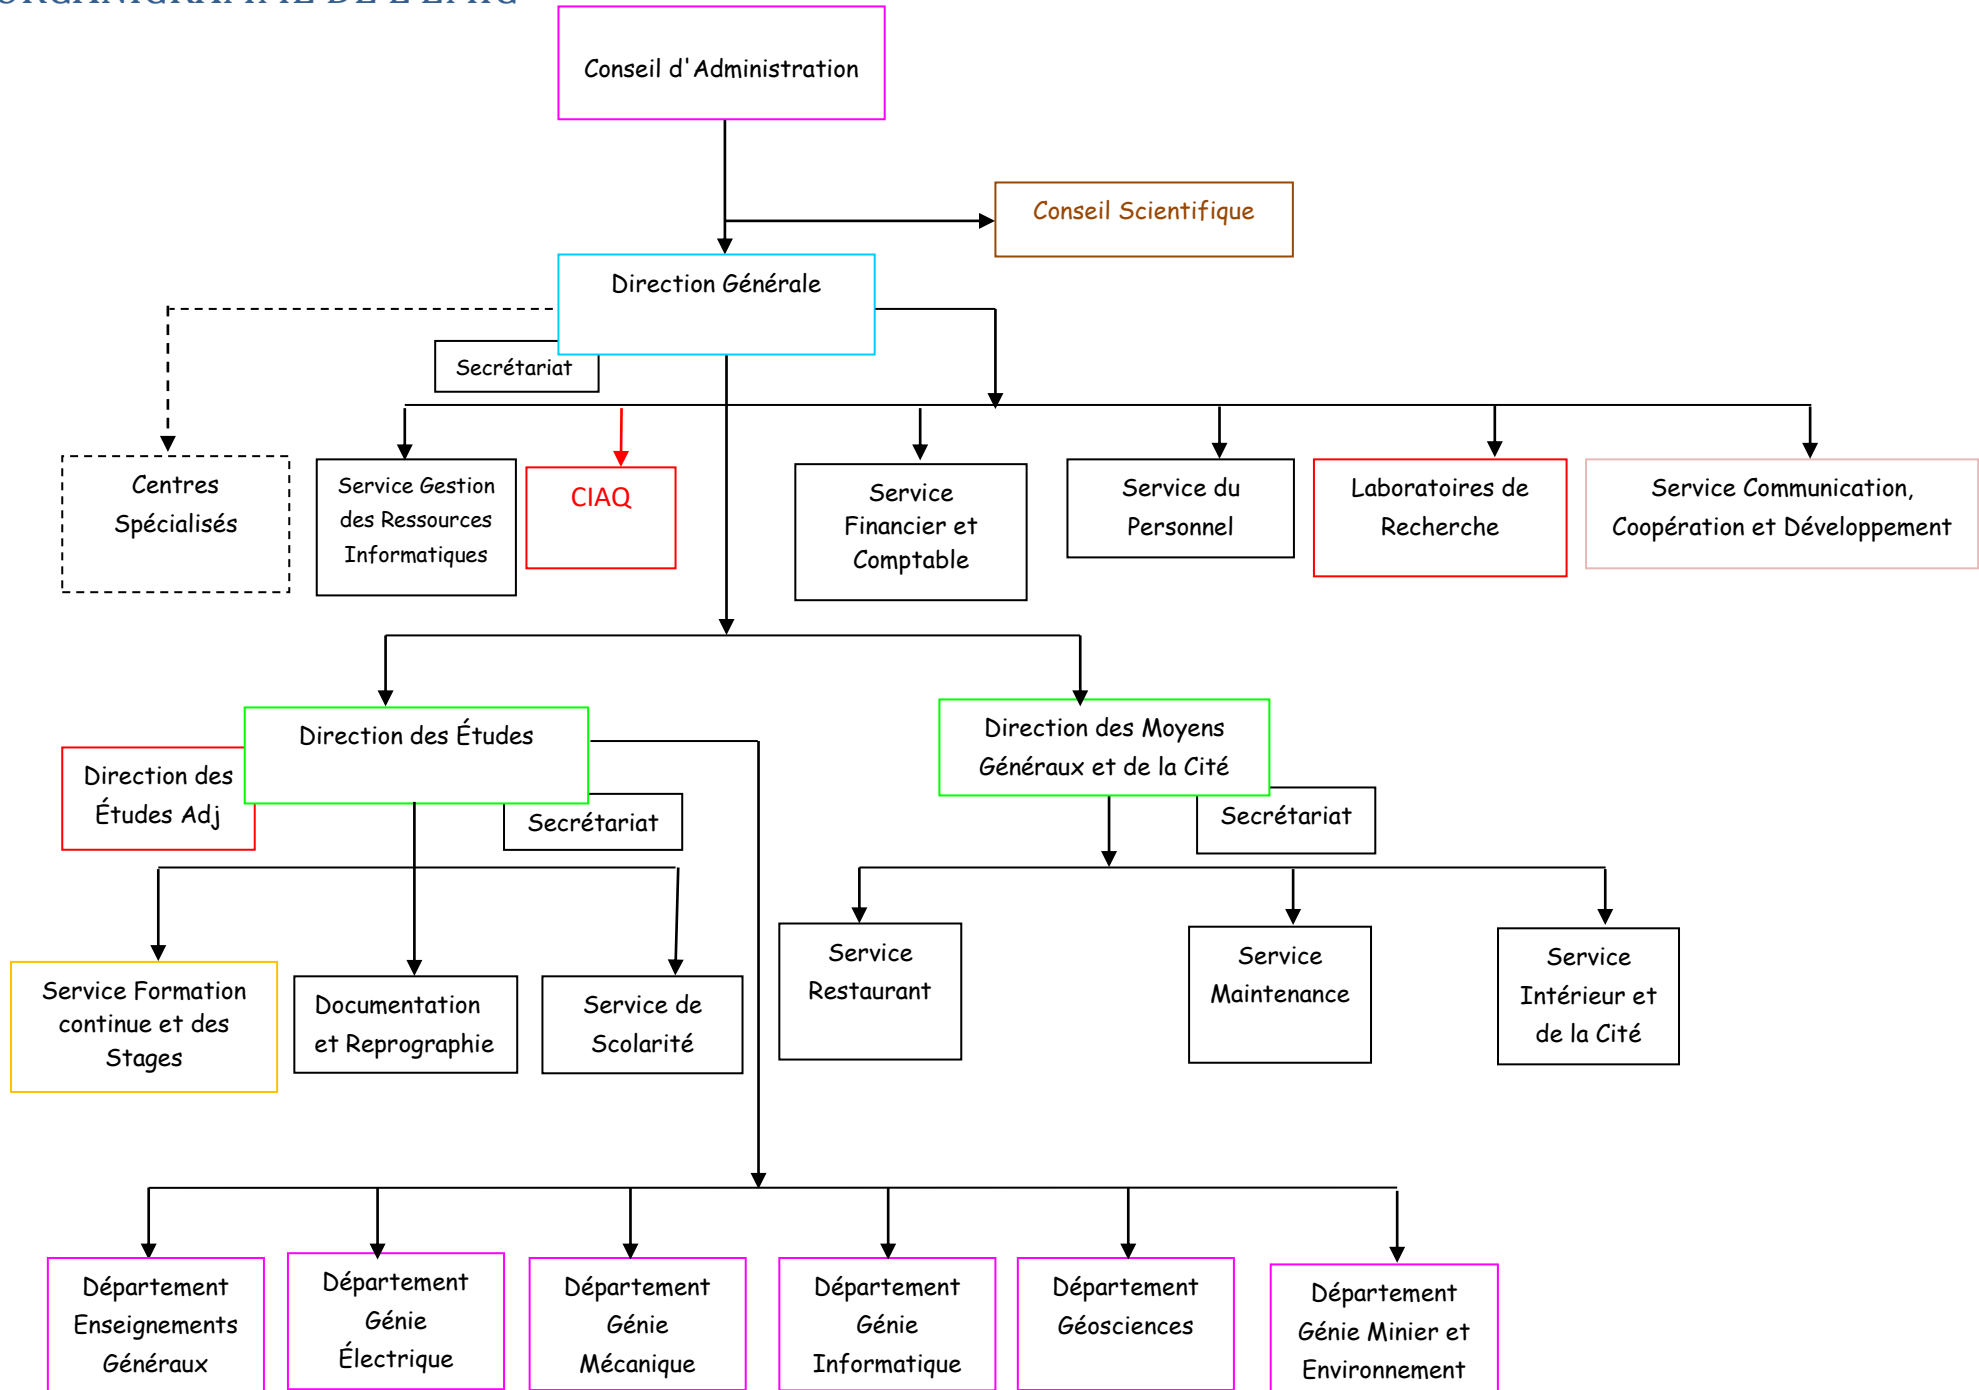 ORGANIGRAMME DE L'EMIG
Conseil d'Administration
Conseil Scientifique
Direction Générale
Secrétariat
Centres
Spécialisés
Service Gestion
des Ressources
Informatiques
CIAQ
Service
Financier et
Comptable
Service du
Personnel
Laboratoires de
Recherche
Service Communication,
Coopération et Développement
Direction des Études
Direction des
Études Adj
Secrétariat
Direction des Moyens
Généraux et de la Cité
Secrétariat
Service Formation
continue et des
Stages
Documentation
et Reprographie
Service de
Scolarité
Service
Restaurant
Service
Maintenance
Service
Intérieur et
de la Cité
Département
Enseignements
Généraux
Département
Génie
Électrique
Département
Génie
Mécanique
Département
Génie
Informatique
Département
Géosciences
Département
Génie Minier et
Environnement